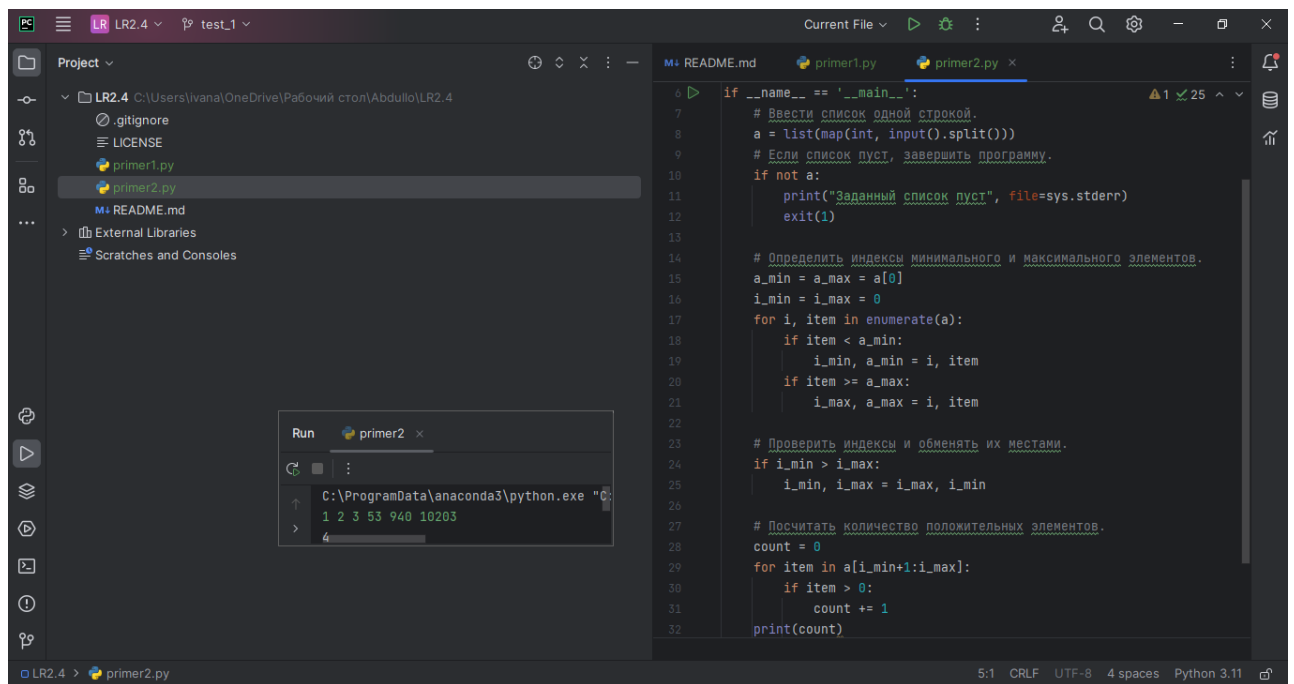 PC LR LR2.4 test_1 Current File
Project
LR2.4 C:\Users\ivana\OneDrive\Рабочий стол\Abdullo\LR2.4
.gitignore
LICENSE
primer1.py
primer2.py
M↓ README.md
External Libraries
Scratches and Consoles
Run primer2
C:\ProgramData\anaconda3\python.exe "C:
1 2 3 53 940 10203
4
M↓ README.md primer1.py primer2.py
1 25
6 if __name__ == '__main__':
7 # Ввести список одной строкой.
8 a = list(map(int, input().split()))
9 # Если список пуст, завершить программу.
10 if not a:
11 print("Заданный список пуст", file=sys.stderr)
12 exit(1)
13
14 # Определить индексы минимального и максимального элементов.
15 a_min = a_max = a[0]
16 i_min = i_max = 0
17 for i, item in enumerate(a):
18 if item < a_min:
19 i_min, a_min = i, item
20 if item >= a_max:
21 i_max, a_max = i, item
22
23 # Проверить индексы и обменять их местами.
24 if i_min > i_max:
25 i_min, i_max = i_max, i_min
26
27 # Посчитать количество положительных элементов.
28 count = 0
29 for item in a[i_min+1:i_max]:
30 if item > 0:
31 count += 1
32 print(count)
LR2.4 > primer2.py 5:1 CRLF UTF-8 4 spaces Python 3.11